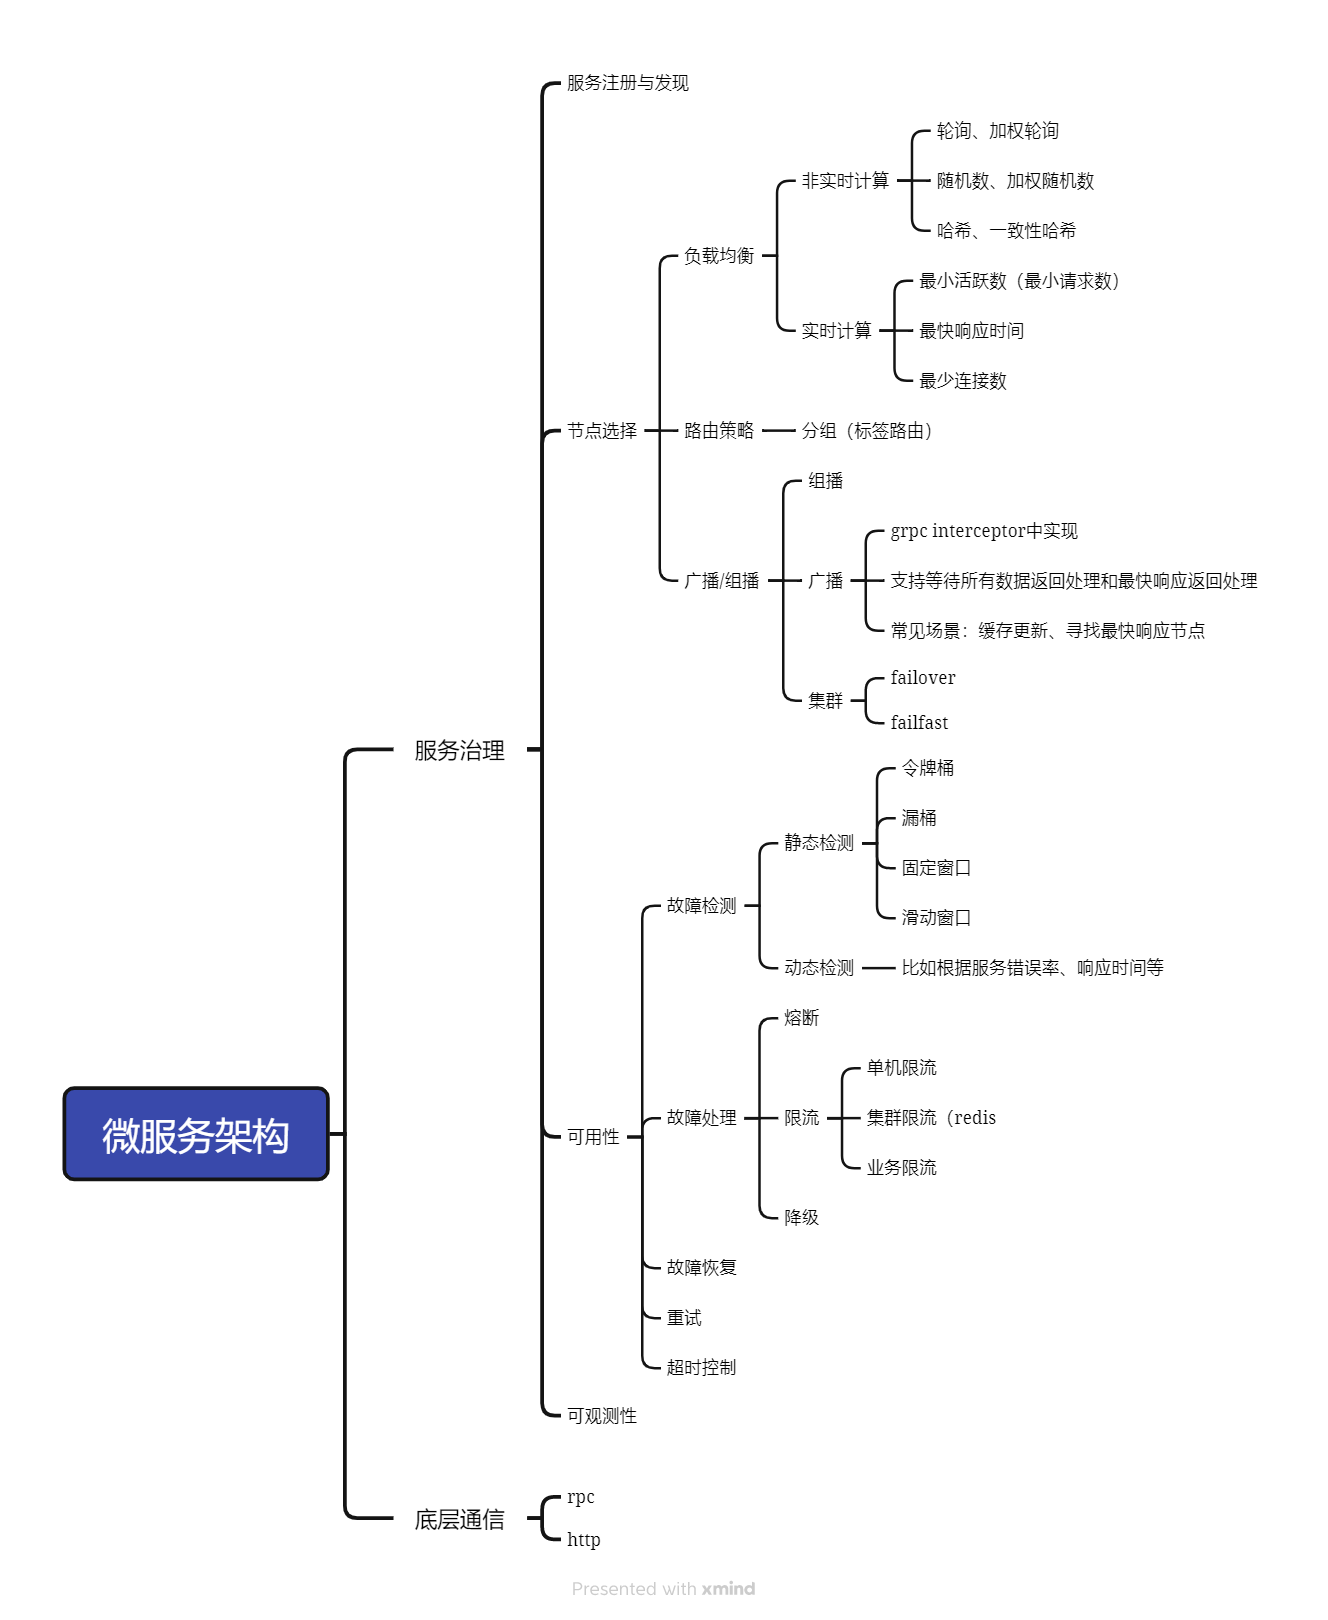 微服务架构
服务治理
服务注册与发现
节点选择
负载均衡
非实时计算
轮询、加权轮询
随机数、加权随机数
哈希、一致性哈希
实时计算
最小活跃数（最小请求数）
最快响应时间
最少连接数
路由策略
分组（标签路由）
广播/组播
组播
广播
grpc interceptor中实现
支持等待所有数据返回处理和最快响应返回处理
常见场景：缓存更新、寻找最快响应节点
集群
failover
failfast
可用性
故障检测
静态检测
令牌桶
漏桶
固定窗口
滑动窗口
动态检测
比如根据服务错误率、响应时间等
故障处理
熔断
限流
单机限流
集群限流（redis
业务限流
降级
故障恢复
重试
超时控制
可观测性
底层通信
rpc
http
Presented with xmind